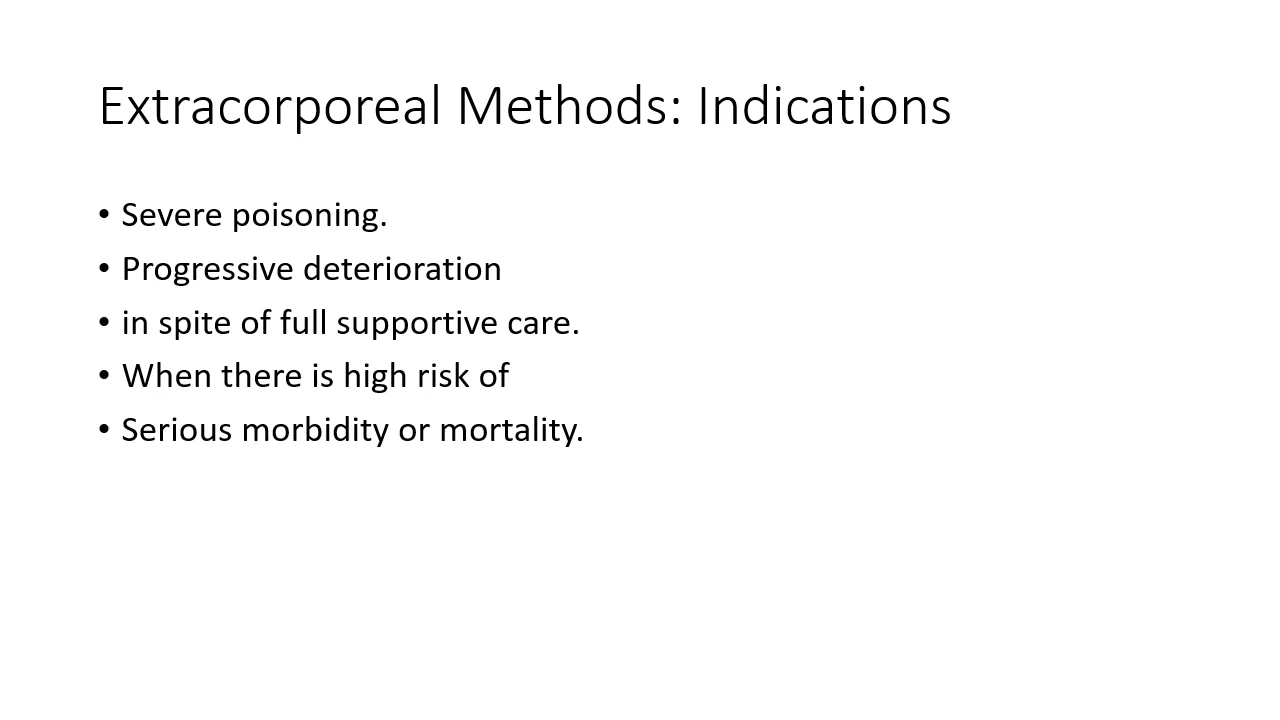 Extracorporeal Methods: Indications
• Severe poisoning.
• Progressive deterioration
• in spite of full supportive care.
• When there is high risk of
• Serious morbidity or mortality.